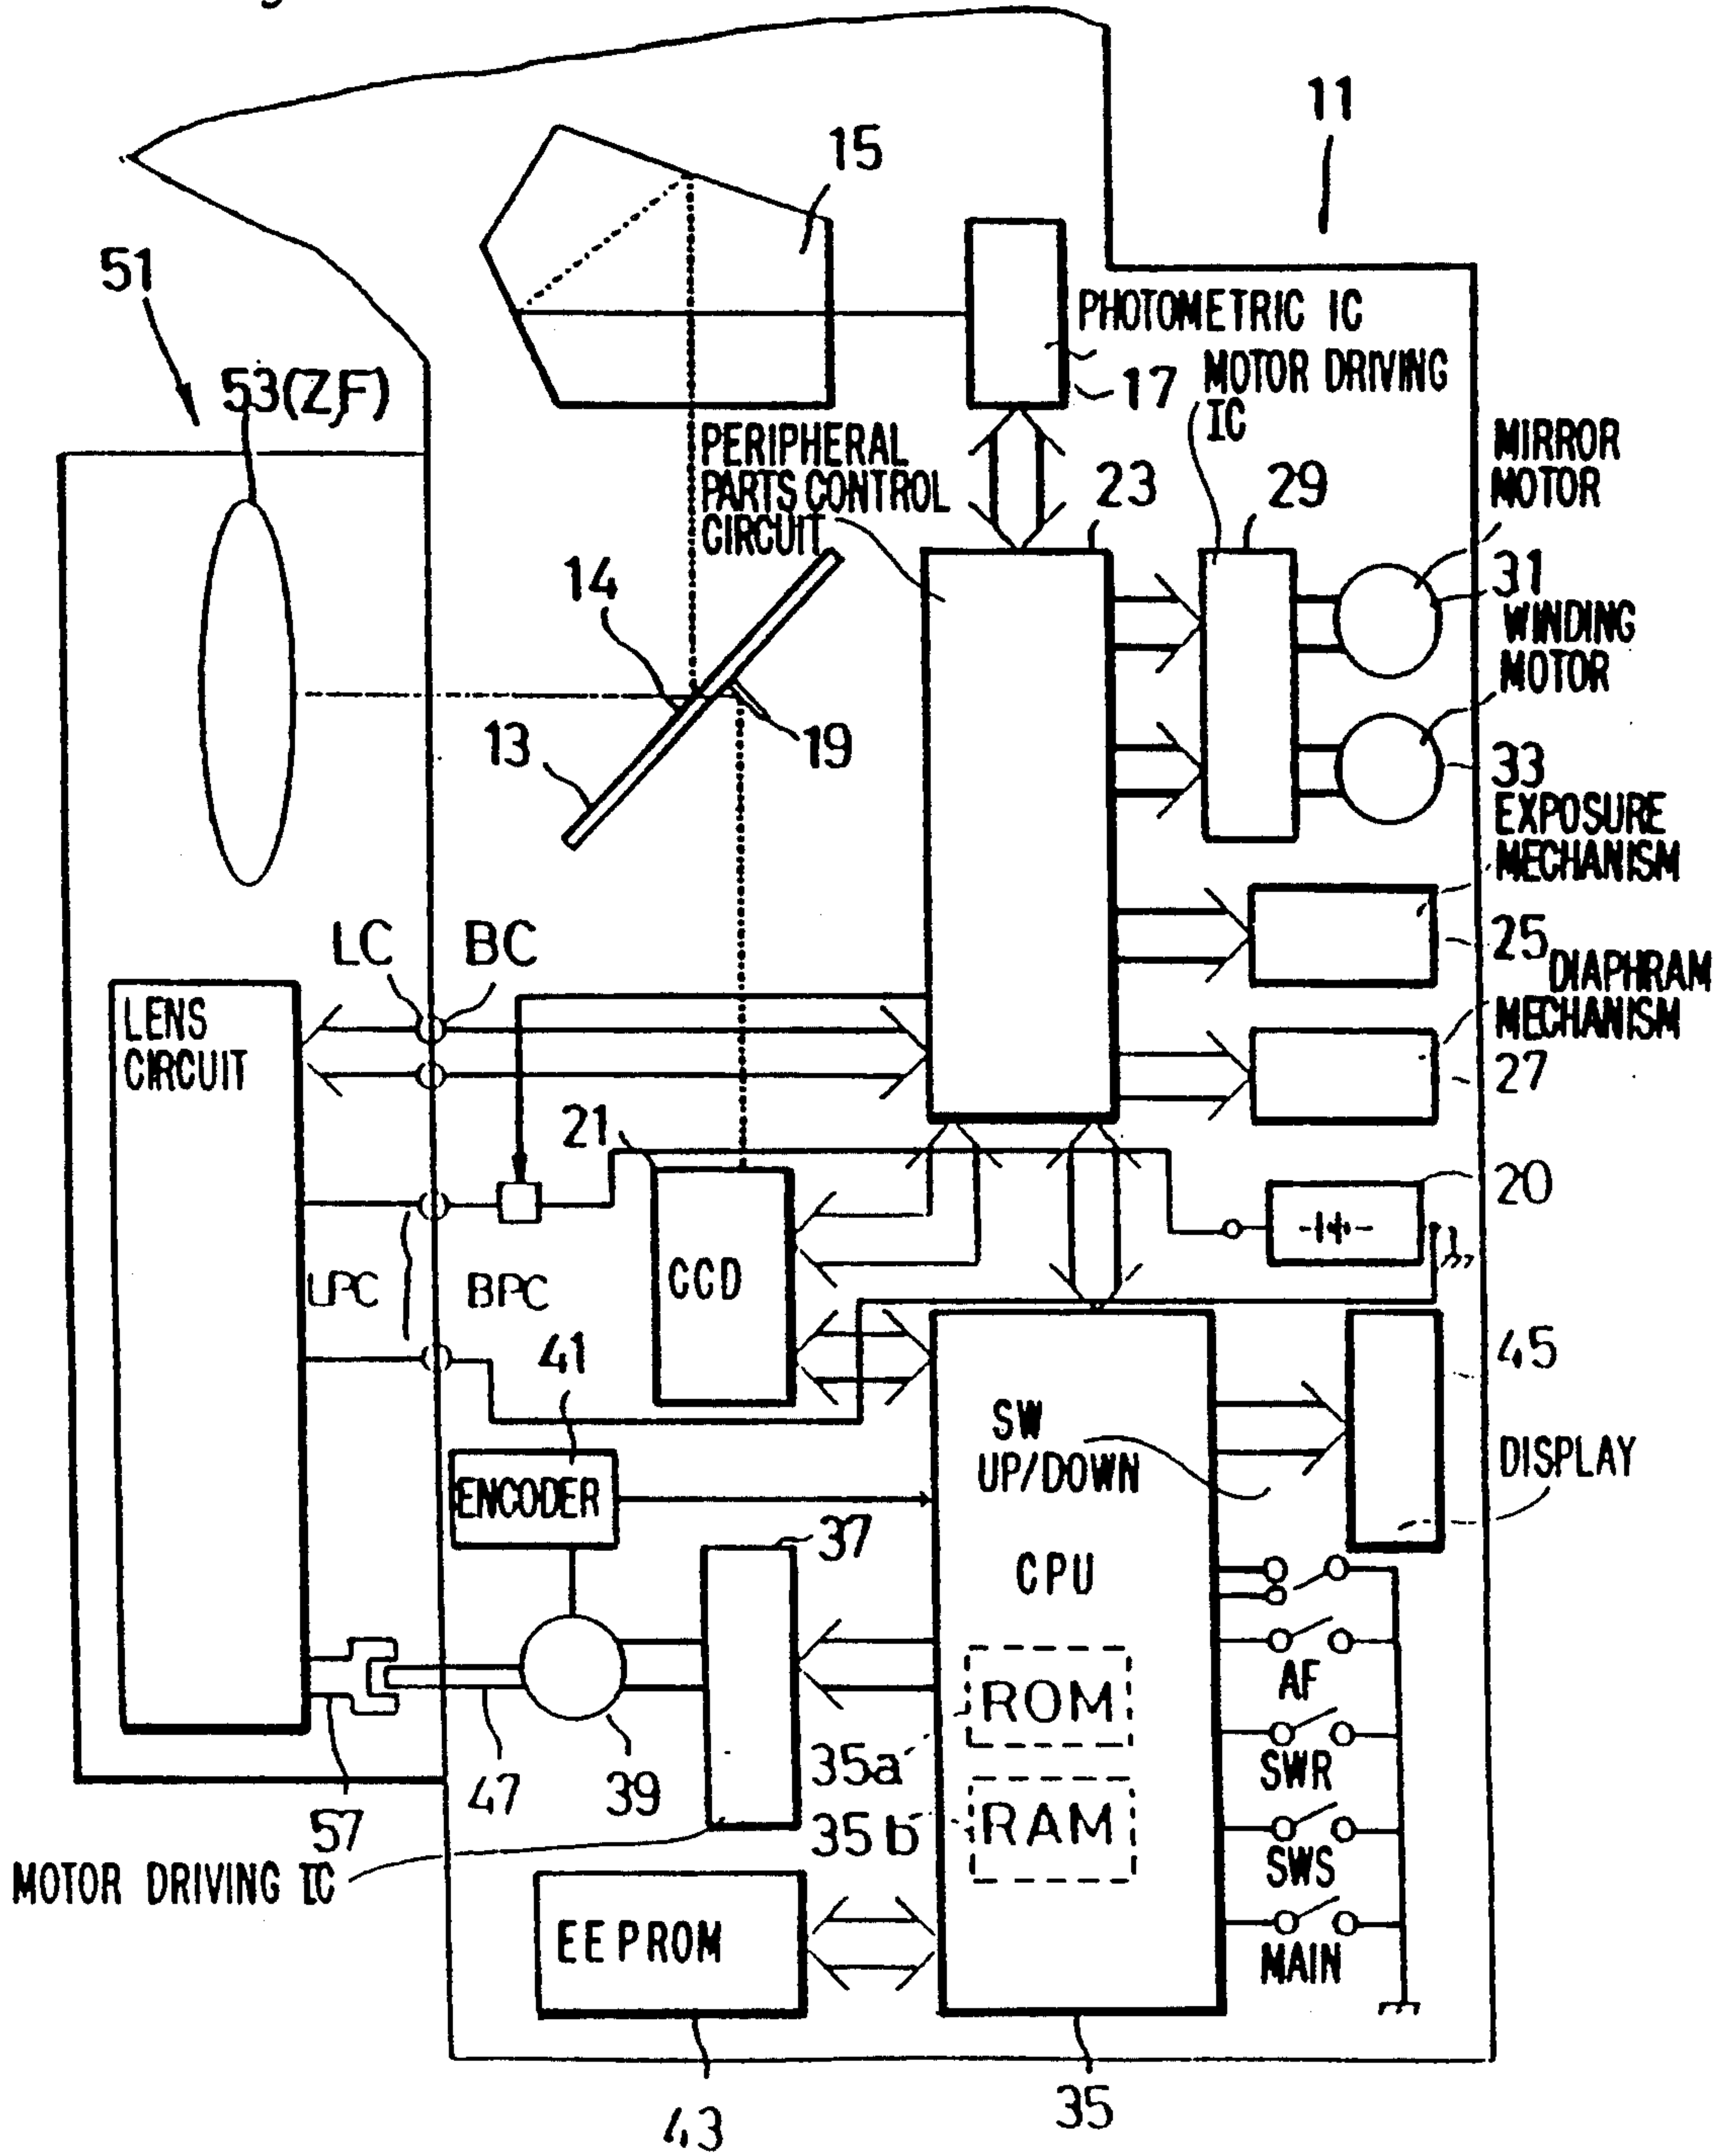 11
15
51
PHOTOMETRIC IC
17
MOTOR DRIVING
IC
53(ZF)
PERIPHERAL
PARTS CONTROL
CIRCUIT
23
29
MIRROR
MOTOR
14
31
WINDING
MOTOR
13
19
33
EXPOSURE
MECHANISM
LC
BC
25
DIAPHRAM
MECHANISM
LENS
CIRCUIT
27
21
20
CCD
LPC
BPC
41
45
SW
UP/DOWN
DISPLAY
ENCODER
37
CPU
AF
ROM
35a
SWR
47
39
57
RAM
35b
SWS
MOTOR DRIVING IC
EEPROM
MAIN
43
35